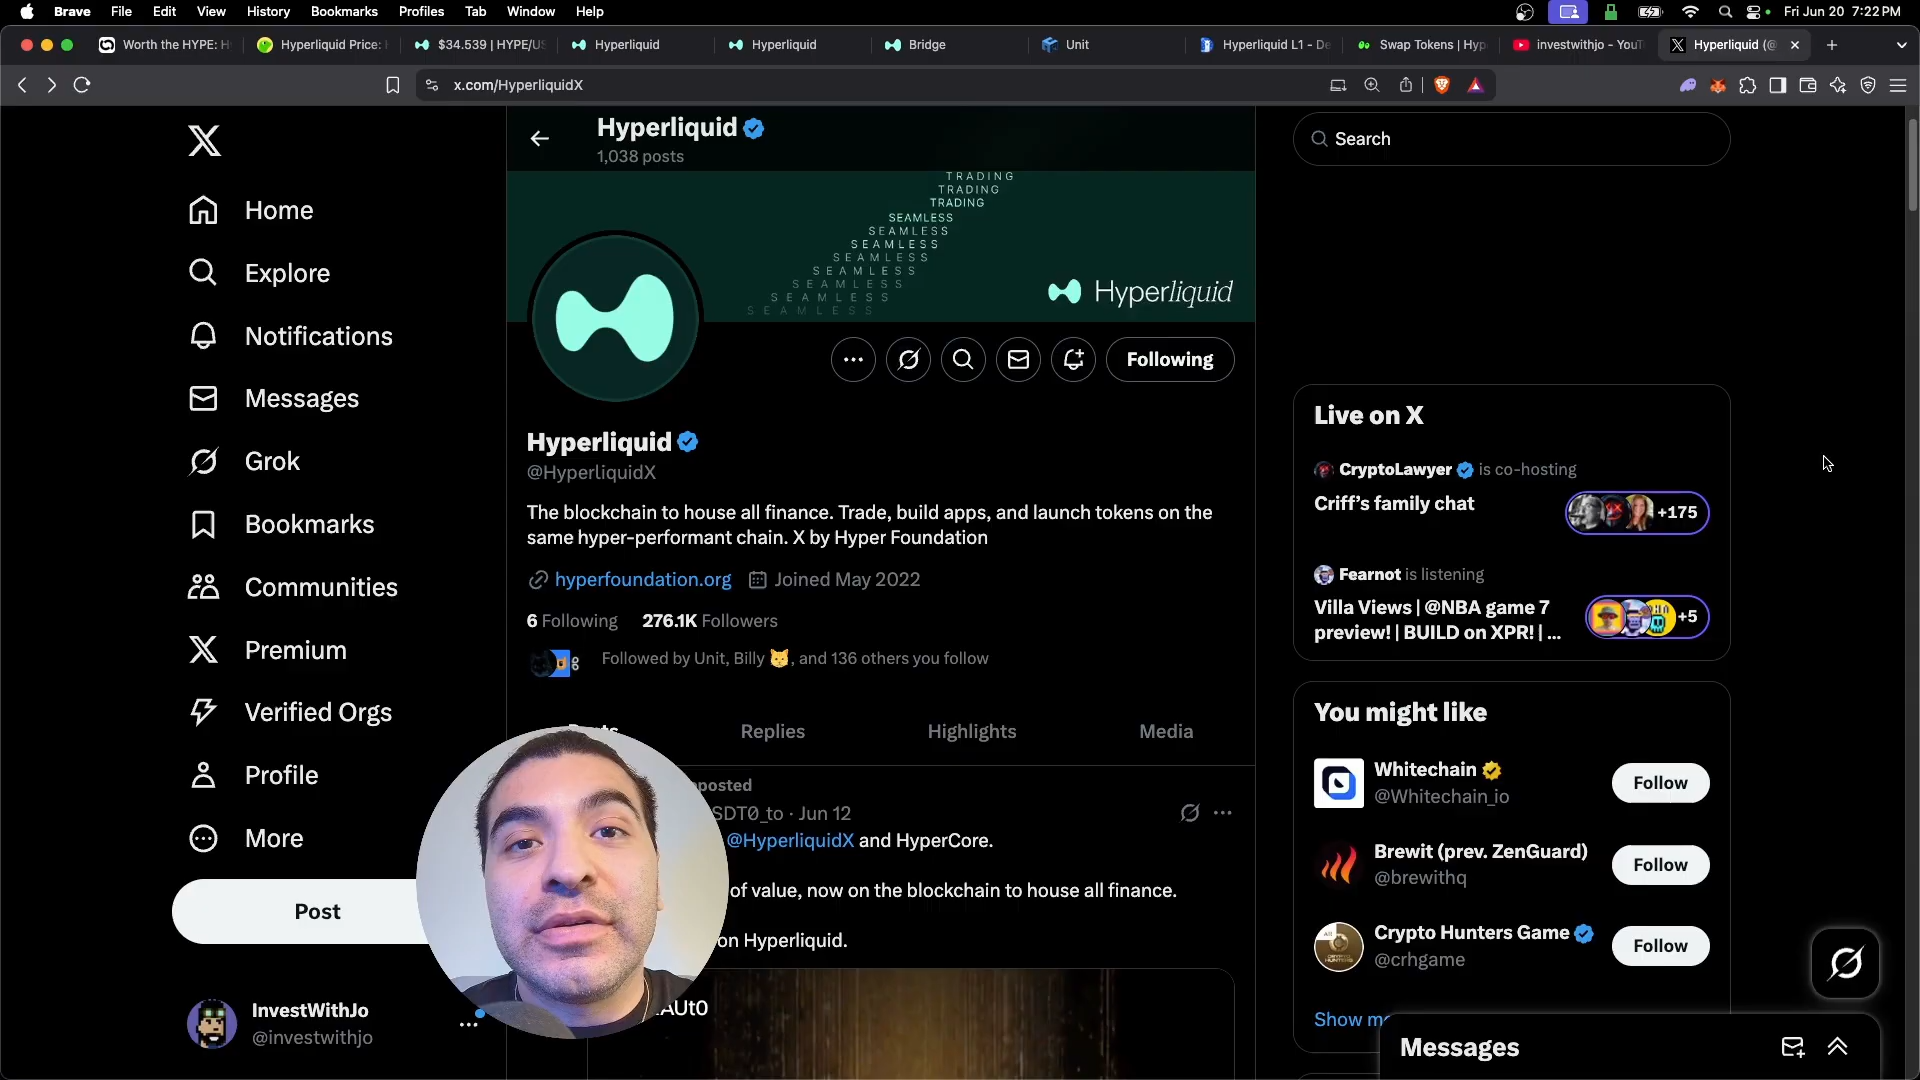 Brave File Edit View History Bookmarks Profiles Tab Window Help
Fri Jun 20 7:22 PM
Worth the HYPE: H
Hyperliquid Price:
$34.539 | HYPE/US
Hyperliquid
Hyperliquid
Bridge
Unit
Hyperliquid L1 - De
Swap Tokens | Hyp
investwithjo - YouT
Hyperliquid (@
x.com/HyperliquidX
Home
Explore
Notifications
Messages
Grok
Bookmarks
Communities
Premium
Verified Orgs
Profile
More
Post
InvestWithJo
@investwithjo
Hyperliquid
1,038 posts
TRADING
TRADING
TRADING
SEAMLESS
SEAMLESS
SEAMLESS
SEAMLESS
SEAMLESS
SEAMLESS
SEAMLESS
SEAMLESS
Hyperliquid
Following
Hyperliquid
@HyperliquidX
The blockchain to house all finance. Trade, build apps, and launch tokens on the
same hyper-performant chain. X by Hyper Foundation
hyperfoundation.org Joined May 2022
6 Following 276.1K Followers
Followed by Unit, Billy 😼, and 136 others you follow
Replies Highlights Media
posted
SDT0_to · Jun 12
@HyperliquidX and HyperCore.
of value, now on the blockchain to house all finance.
on Hyperliquid.
AUt0
Search
Live on X
CryptoLawyer is co-hosting
Criff's family chat
+175
Fearnot is listening
Villa Views | @NBA game 7
preview! | BUILD on XPR! | ...
+5
You might like
Whitechain
@Whitechain_io
Follow
Brewit (prev. ZenGuard)
@brewithq
Follow
Crypto Hunters Game
@crhgame
Follow
Show m
Messages